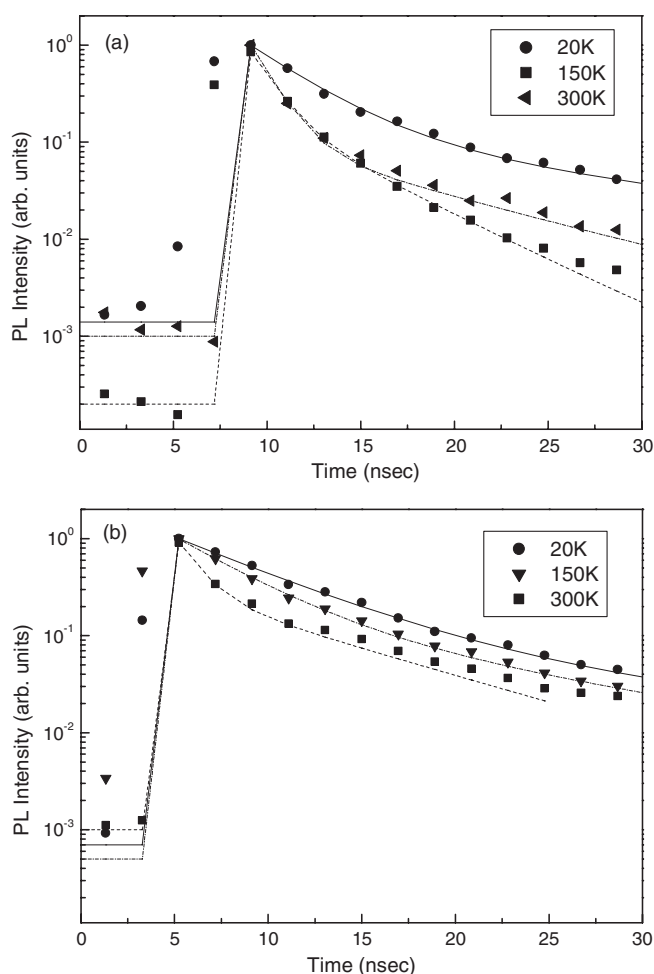 (a)
20K
150K
300K
10^0
10^-1
10^-2
10^-3
PL Intensity (arb. units)
0 5 10 15 20 25 30
Time (nsec)
(b)
20K
150K
300K
10^0
10^-1
10^-2
10^-3
PL Intensity (arb. units)
0 5 10 15 20 25 30
Time (nsec)